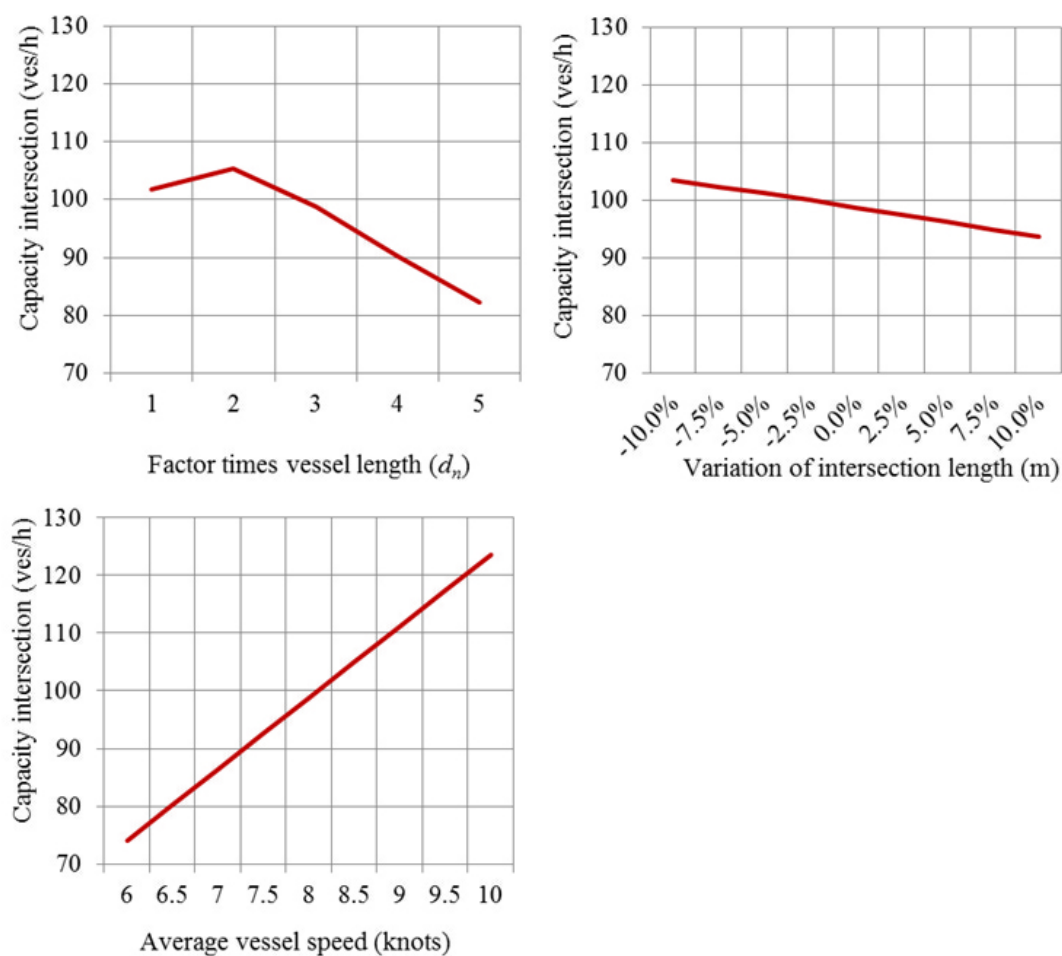 Capacity intersection (ves/h)
130
120
110
100
90
80
70
1 2 3 4 5
Factor times vessel length (dₙ)
Capacity intersection (ves/h)
130
120
110
100
90
80
70
-10.0% -7.5% -5.0% -2.5% 0.0% 2.5% 5.0% 7.5% 10.0%
Variation of intersection length (m)
Capacity intersection (ves/h)
130
120
110
100
90
80
70
6 6.5 7 7.5 8 8.5 9 9.5 10
Average vessel speed (knots)